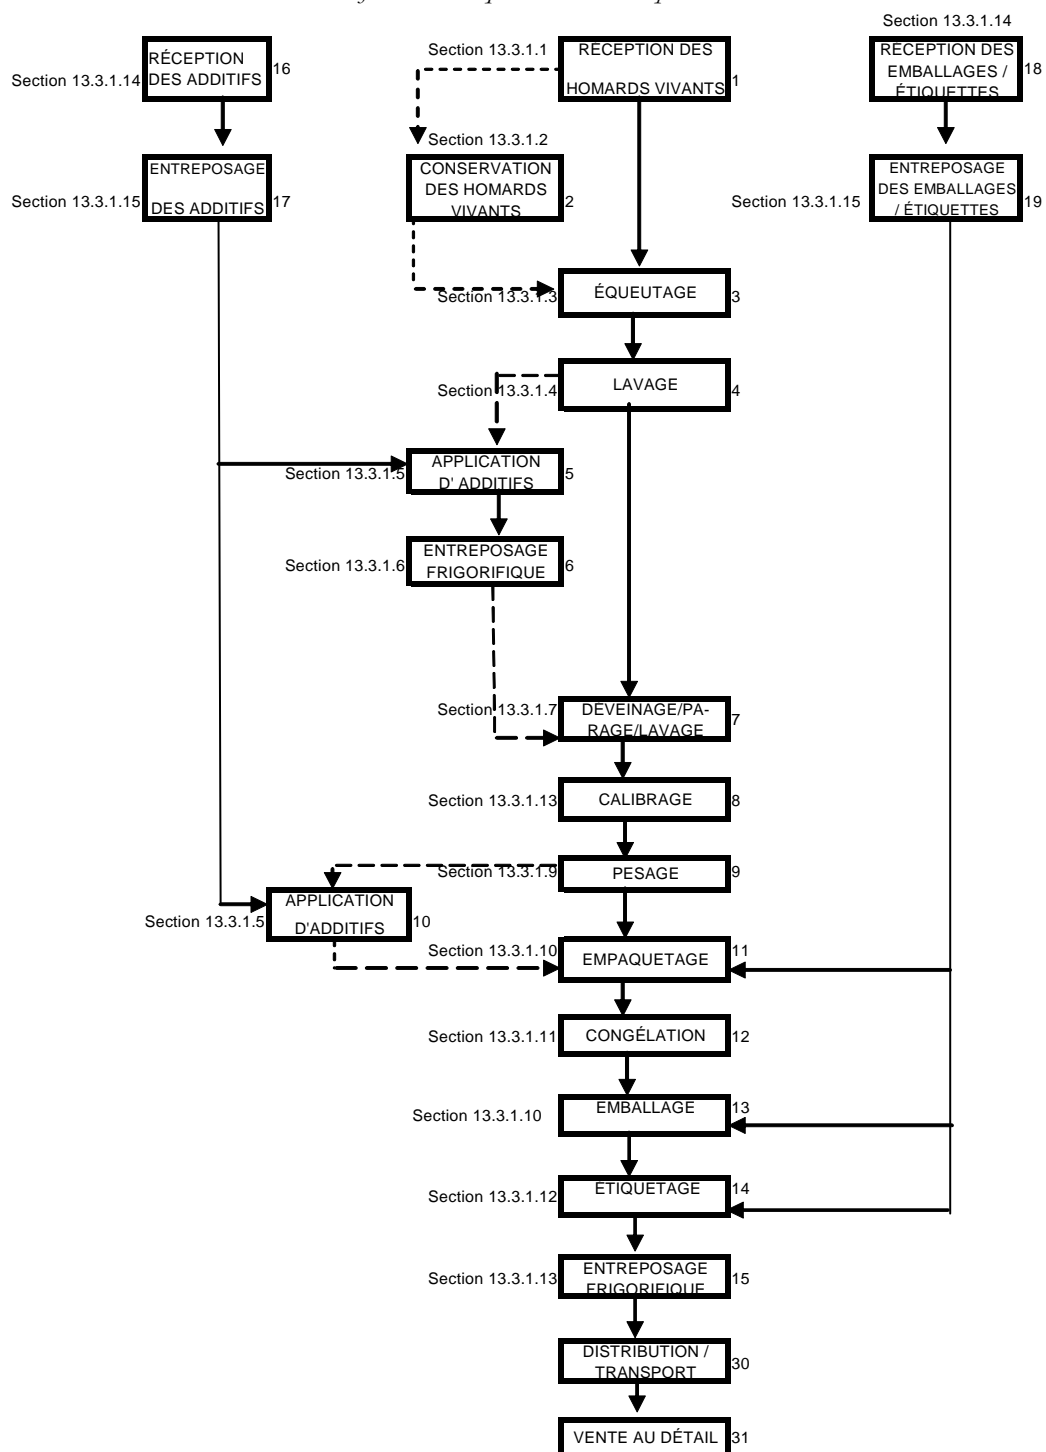 Section 13.3.1.14
Section 13.3.1.1
RÉCEPTION DES
HOMARDS VIVANTS
1
RÉCEPTION
DES ADDITIFS
16
Section 13.3.1.14
RÉCEPTION DES
EMBALLAGES /
ÉTIQUETTES
18
Section 13.3.1.2
ENTREPOSAGE
DES ADDITIFS
17
Section 13.3.1.15
CONSERVATION
DES HOMARDS
VIVANTS
2
Section 13.3.1.15
ENTREPOSAGE
DES EMBALLAGES
/ ÉTIQUETTES
19
Section 13.3.1.3
ÉQUEUTAGE
3
Section 13.3.1.4
LAVAGE
4
Section 13.3.1.5
APPLICATION
D' ADDITIFS
5
Section 13.3.1.6
ENTREPOSAGE
FRIGORIFIQUE
6
Section 13.3.1.7
DÉVEINAGE/PA-
RAGE/LAVAGE
7
Section 13.3.1.13
CALIBRAGE
8
Section 13.3.1.9
PESAGE
9
Section 13.3.1.5
APPLICATION
D'ADDITIFS
10
Section 13.3.1.10
EMPAQUETAGE
11
Section 13.3.1.11
CONGÉLATION
12
Section 13.3.1.10
EMBALLAGE
13
Section 13.3.1.12
ÉTIQUETAGE
14
Section 13.3.1.13
ENTREPOSAGE
FRIGORIFIQUE
15
DISTRIBUTION /
TRANSPORT
30
VENTE AU DÉTAIL
31